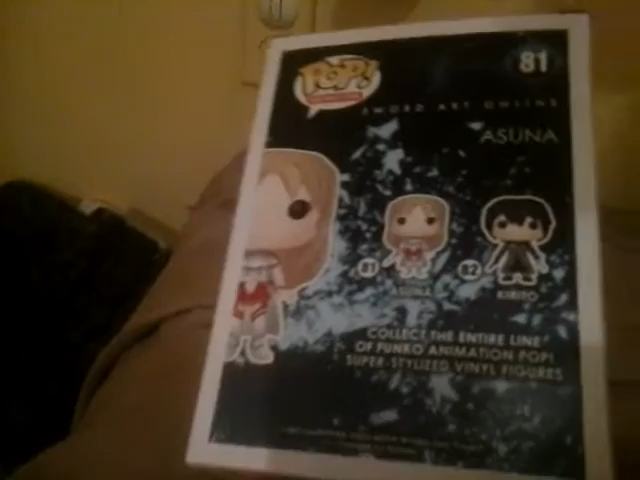 POP!
81
SWORD ART ONLINE
ASUNA
81
82
ASUNA
KIRITO
COLLECT THE ENTIRE LINE
OF FUNKO ANIMATION POP!
SUPER-STYLIZED VINYL FIGURES